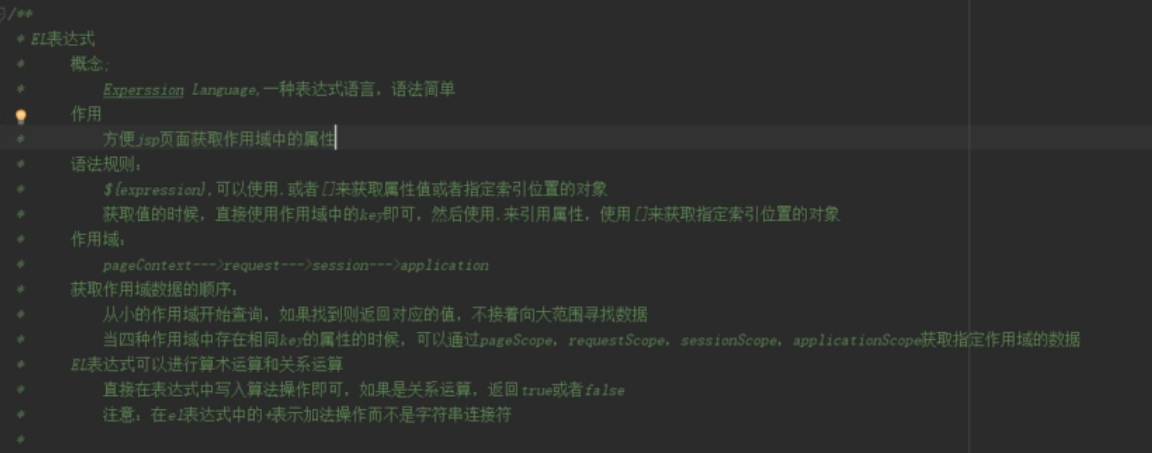 /**
* EL表达式
* 概念;
* Experssion Language,一种表达式语言，语法简单
* 作用
* 方便jsp页面获取作用域中的属性
* 语法规则：
* ${expression},可以使用.或者[]来获取属性值或者指定索引位置的对象
* 获取值的时候，直接使用作用域中的key即可，然后使用.来引用属性，使用[]来获取指定索引位置的对象
* 作用域：
* pageContext--->request--->session--->application
* 获取作用域数据的顺序：
* 从小的作用域开始查询，如果找到则返回对应的值，不接着向大范围寻找数据
* 当四种作用域中存在相同key的属性的时候，可以通过pageScope，requestScope，sessionScope，applicationScope获取指定作用域的数据
* EL表达式可以进行算术运算和关系运算
* 直接在表达式中写入算法操作即可，如果是关系运算，返回true或者false
* 注意：在el表达式中的+表示加法操作而不是字符串连接符
*